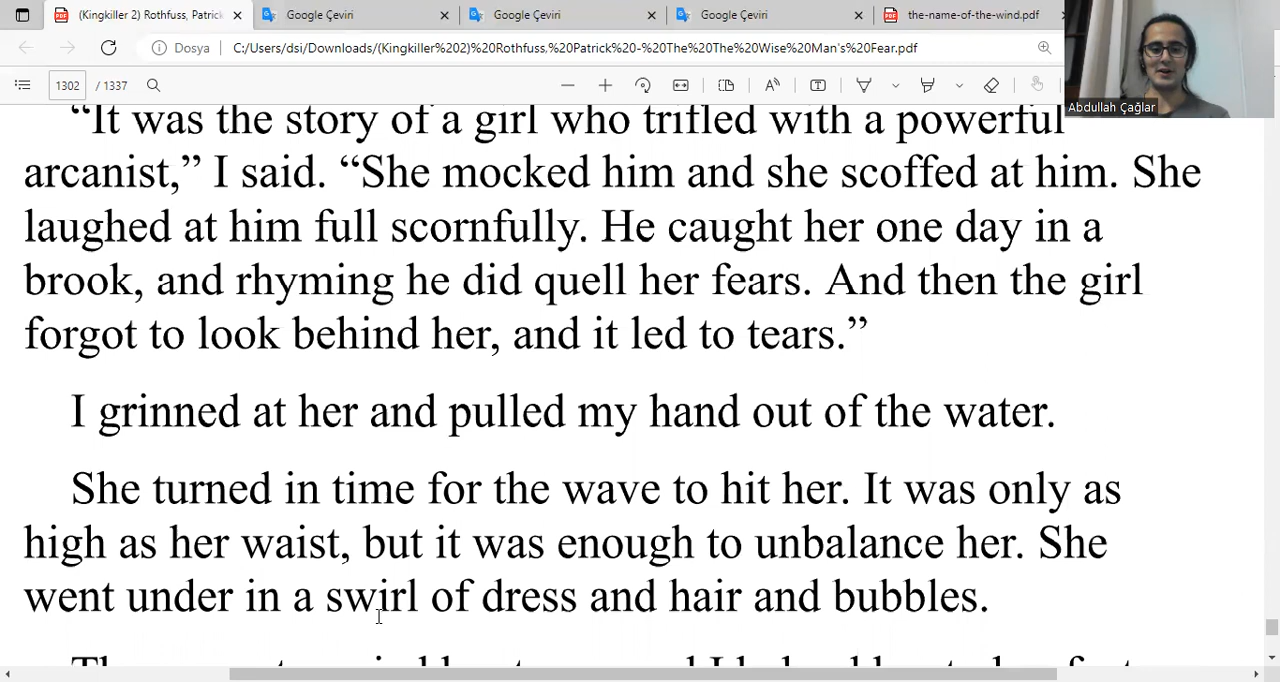 (Kingkiller 2) Rothfuss, Patrick
Google Çeviri
Google Çeviri
Google Çeviri
the-name-of-the-wind.pdf
Dosya
C:/Users/dsi/Downloads/(Kingkiller%202)%20Rothfuss,%20Patrick%20-%20The%20The%20Wise%20Man's%20Fear.pdf
1302 / 1337
Abdullah Çağlar
“It was the story of a girl who trifled with a powerful
arcanist,” I said. “She mocked him and she scoffed at him. She
laughed at him full scornfully. He caught her one day in a
brook, and rhyming he did quell her fears. And then the girl
forgot to look behind her, and it led to tears.”
I grinned at her and pulled my hand out of the water.
She turned in time for the wave to hit her. It was only as
high as her waist, but it was enough to unbalance her. She
went under in a swirl of dress and hair and bubbles.